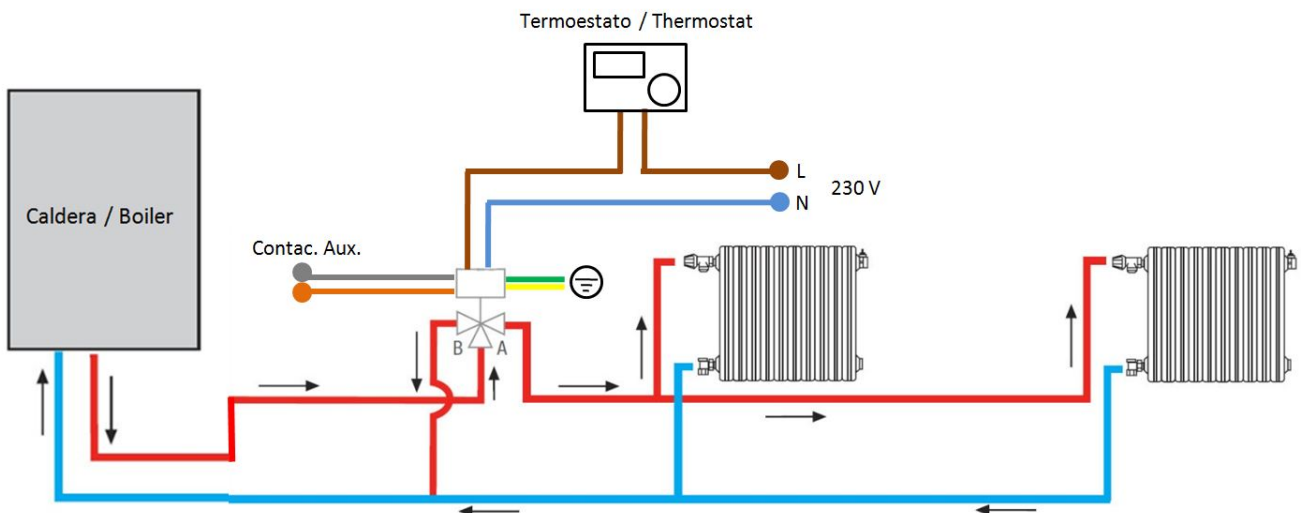 Termoestato / Thermostat
L
230 V
N
Caldera / Boiler
Contac. Aux.
B A